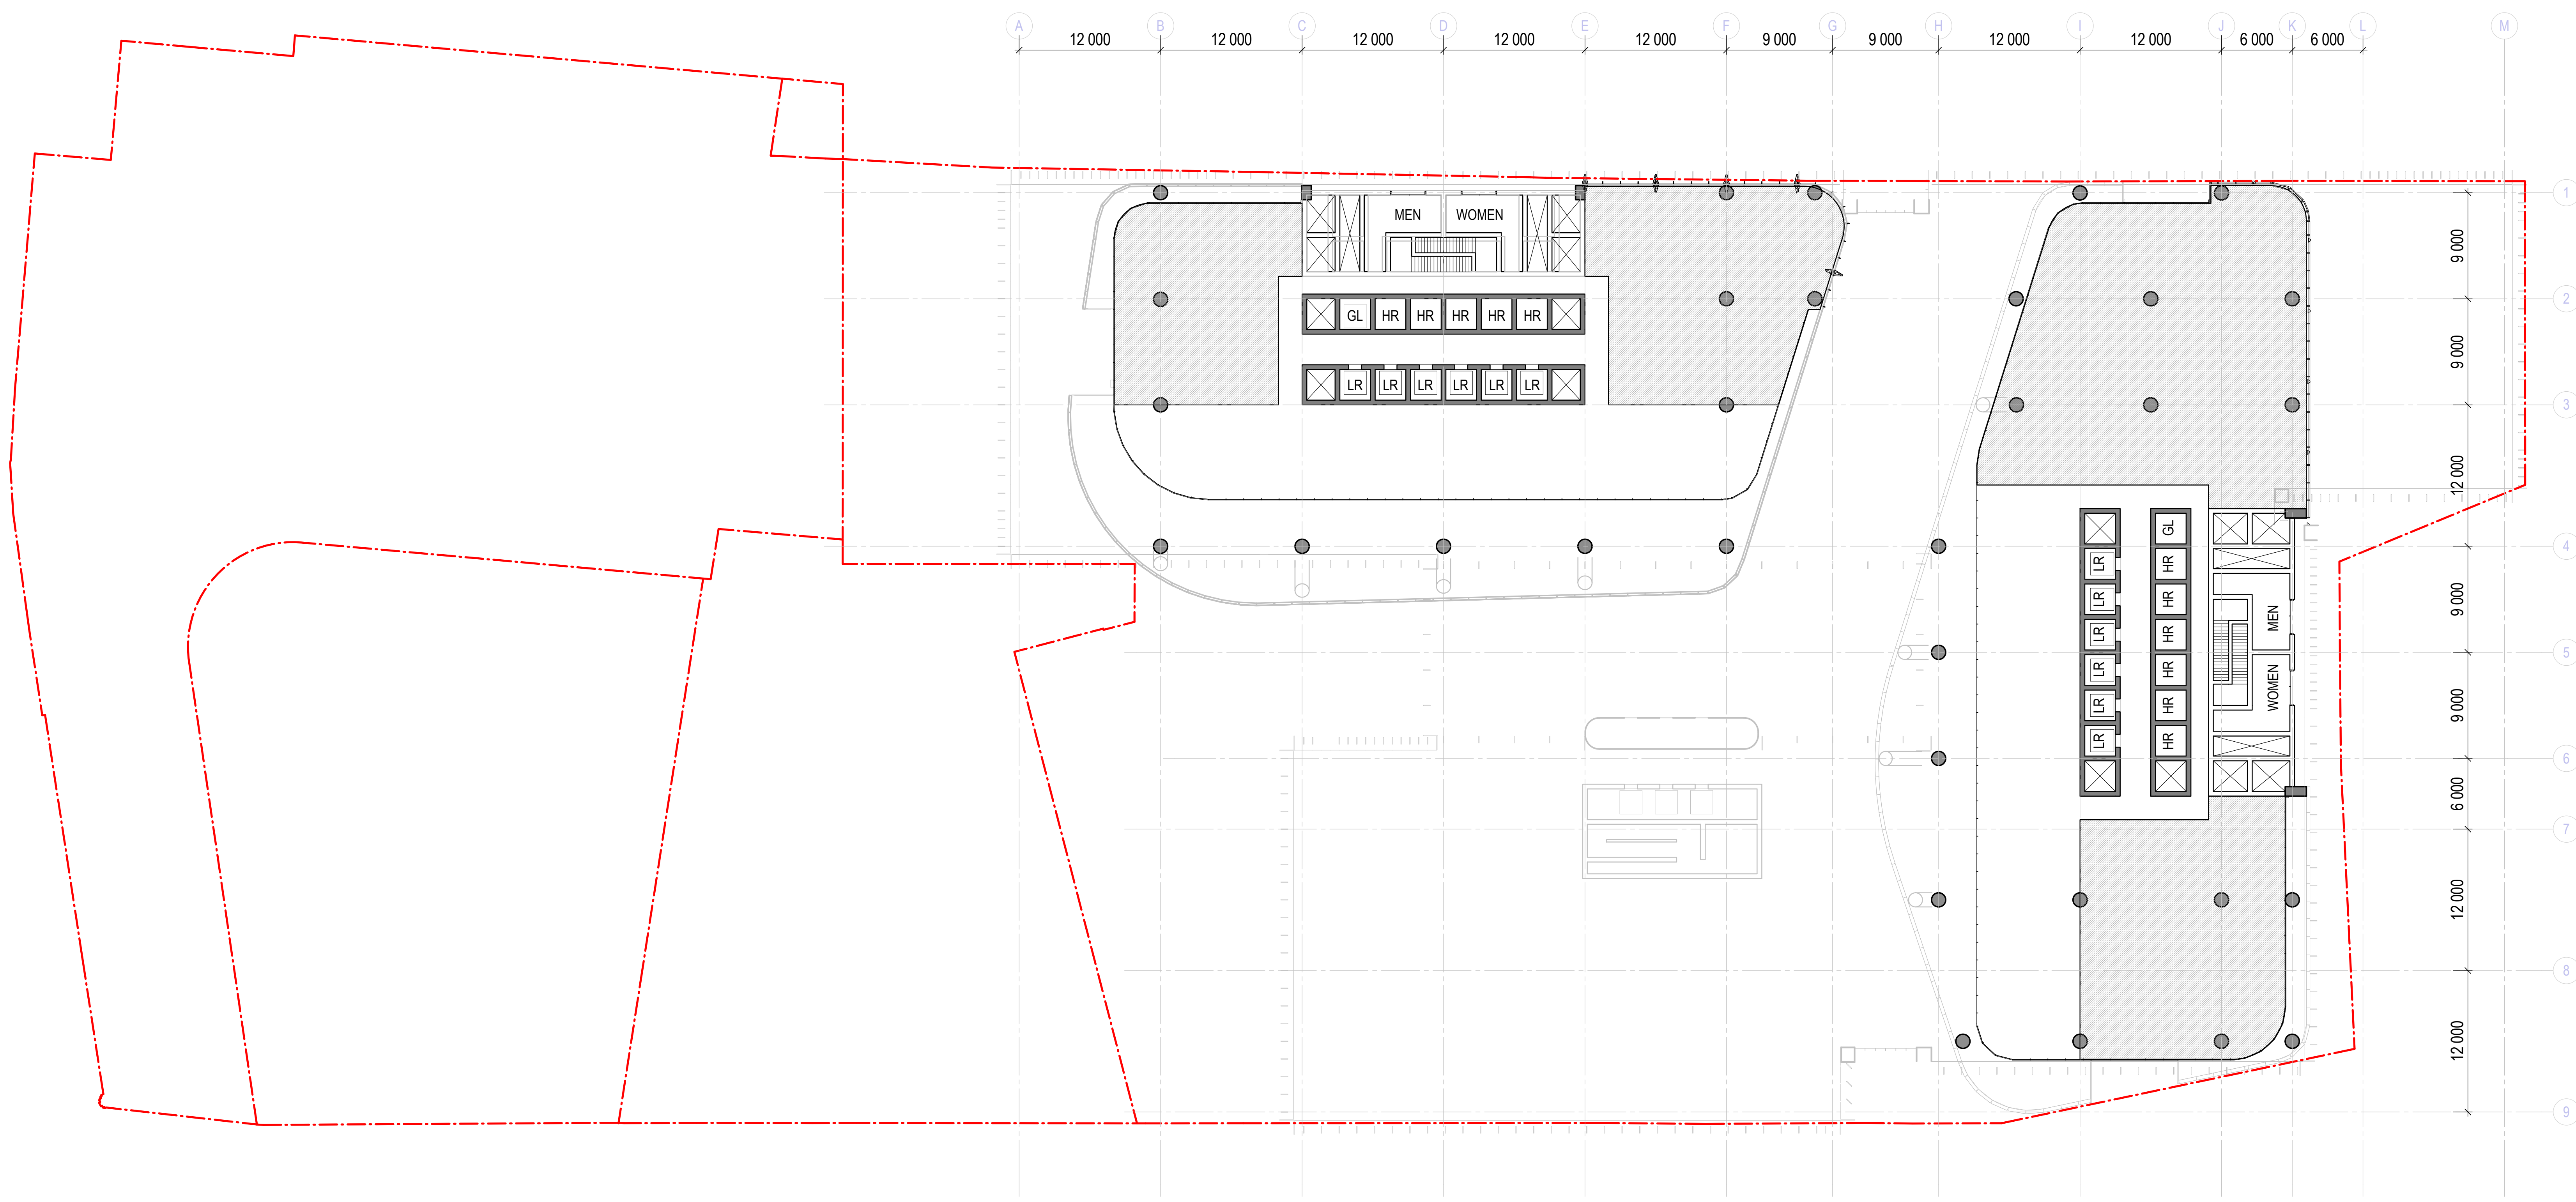 A B C D E F G H I J K L M
12 000 12 000 12 000 12 000 12 000 9 000 9 000 12 000 12 000 6 000 6 000
1
MEN WOMEN
9 000
2
GL HR HR HR HR HR
9 000
3
LR LR LR LR LR LR
12 000
4
GL
LR HR
9 000
LR HR
MEN
5
LR HR
LR HR
WOMEN
9 000
LR HR
LR HR
6
6 000
7
12 000
8
12 000
9